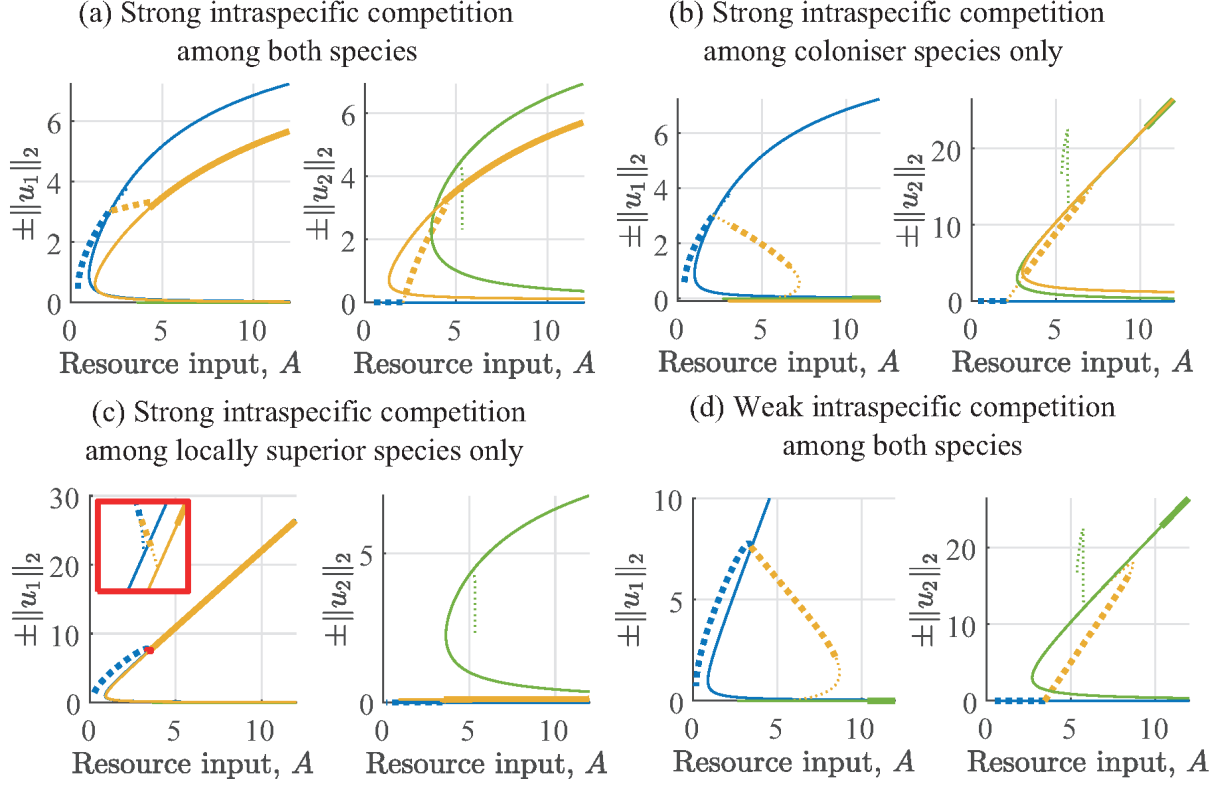 (a) Strong intraspecific competition
among both species
(b) Strong intraspecific competition
among coloniser species only
±‖u₁‖₂
0
2
4
6
0
5
10
Resource input, A
±‖u₂‖₂
0
2
4
6
0
5
10
Resource input, A
±‖u₁‖₂
0
2
4
6
0
5
10
Resource input, A
±‖u₂‖₂
0
10
20
0
5
10
Resource input, A
(c) Strong intraspecific competition
among locally superior species only
(d) Weak intraspecific competition
among both species
±‖u₁‖₂
0
10
20
30
0
5
10
Resource input, A
±‖u₂‖₂
0
5
0
5
10
Resource input, A
±‖u₁‖₂
0
5
10
0
5
10
Resource input, A
±‖u₂‖₂
0
10
20
0
5
10
Resource input, A